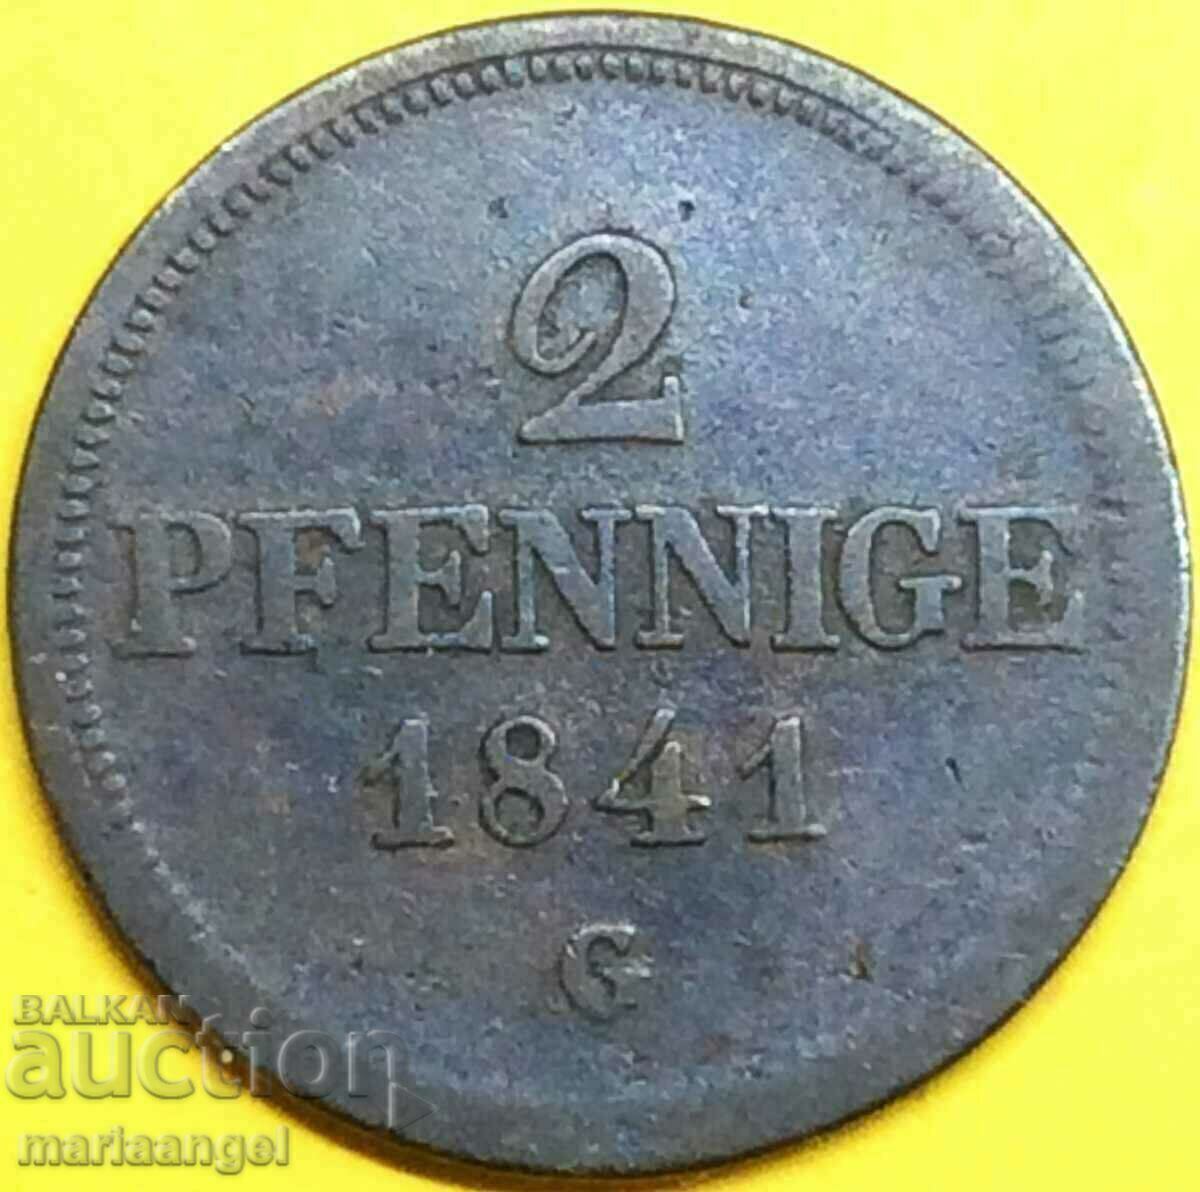 2
PFENNIGE
1841
G
BALKAN
auction
mariaangel